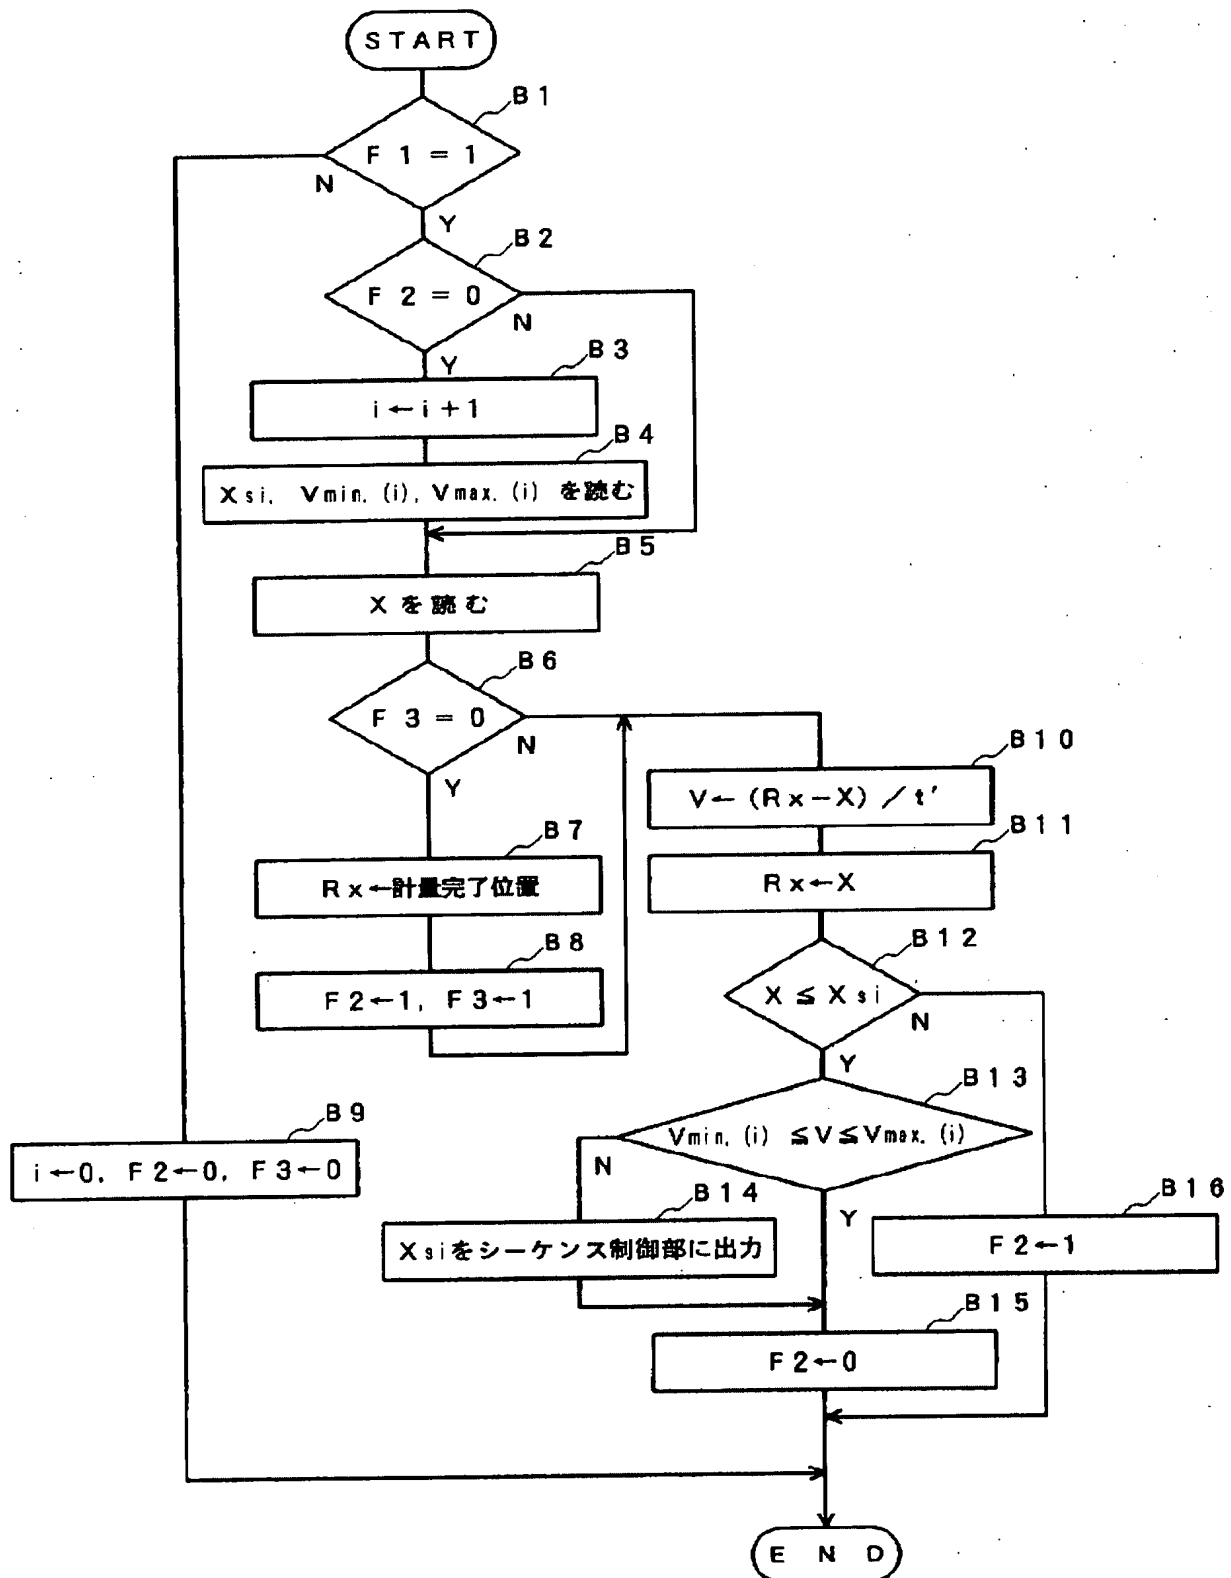 START
B1
F1=1
N
Y
B2
F2=0
N
Y
B3
i←i+1
B4
Xsi, Vmin.(i), Vmax.(i) を読む
B5
Xを読む
B6
F3=0
N
Y
B7
Rx←計量完了位置
B8
F2←1, F3←1
B9
i←0, F2←0, F3←0
B10
V←(Rx−X)/t′
B11
Rx←X
B12
X≦Xsi
N
Y
B13
Vmin.(i)≦V≦Vmax.(i)
N
Y
B14
Xsiをシーケンス制御部に出力
B16
F2←1
B15
F2←0
END